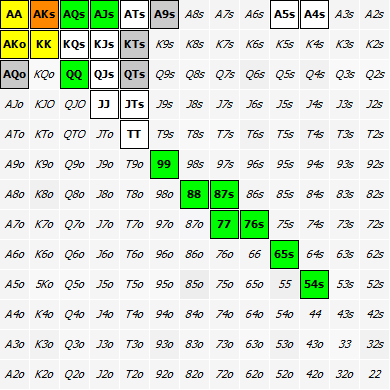 AA AKs AQs AJs ATs A9s A8s A7s A6s A5s A4s A3s A2s
AKo KK KQs KJs KTs K9s K8s K7s K6s K5s K4s K3s K2s
AQo KQo QQ QJs QTs Q9s Q8s Q7s Q6s Q5s Q4s Q3s Q2s
AJo KJO QJO JJ JTs J9s J8s J7s J6s J5s J4s J3s J2s
ATo KTo QTO JTo TT T9s T8s T7s T6s T5s T4s T3s T2s
A9o K9o Q9o J9o T9o 99 98s 97s 96s 95s 94s 93s 92s
A8o K8o Q8o J8o T8o 98o 88 87s 86s 85s 84s 83s 82s
A7o K7o Q7o J7o T7o 97o 87o 77 76s 75s 74s 73s 72s
A6o K6o Q6o J6o T6o 96o 86o 76o 66 65s 64s 63s 62s
A5o 5Ko Q5o J5o T5o 95o 85o 75o 65o 55 54s 53s 52s
A4o K4o Q4o J4o T4o 94o 84o 74o 64o 54o 44 43s 42s
A3o K3o Q3o J3o T3o 93o 83o 73o 63o 53o 43o 33 32s
A2o K2o Q2o J2o T2o 92o 82o 72o 62o 52o 42o 32o 22